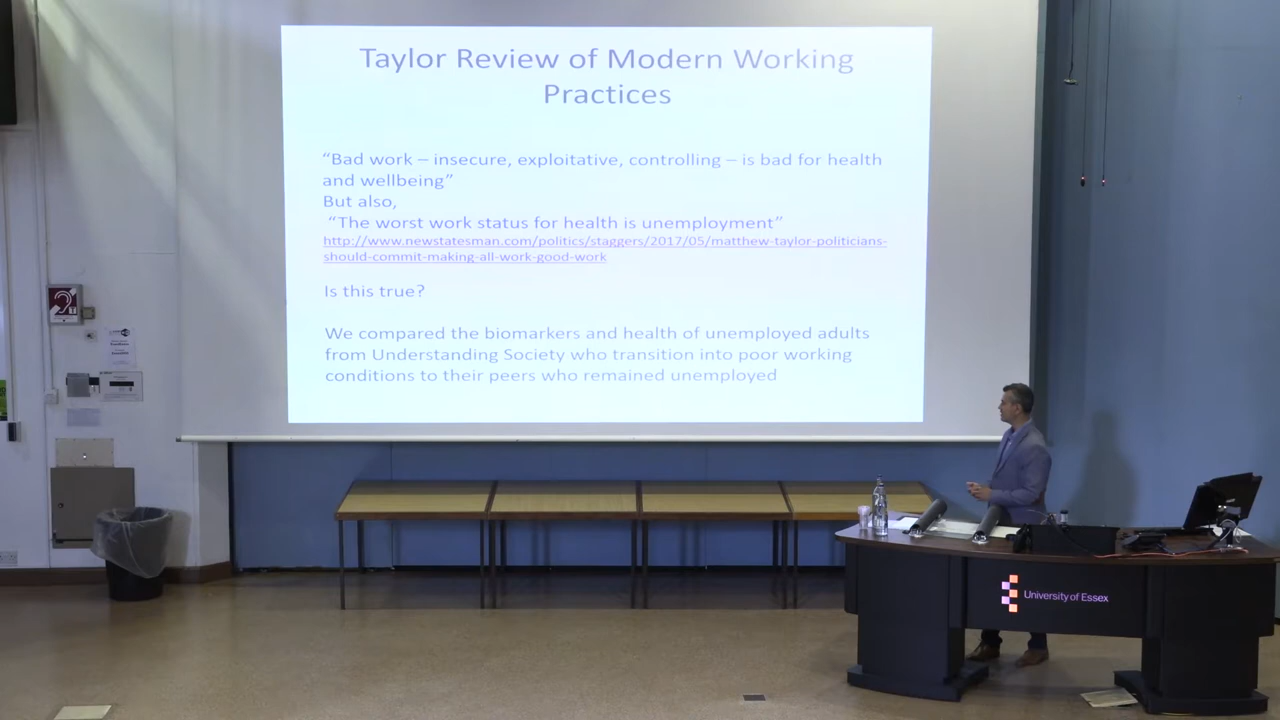 Taylor Review of Modern Working
Practices
“Bad work – insecure, exploitative, controlling – is bad for health
and wellbeing”
But also,
“The worst work status for health is unemployment”
http://www.newstatesman.com/politics/staggers/2017/05/matthew-taylor-politicians-
should-commit-making-all-work-good-work
Is this true?
We compared the biomarkers and health of unemployed adults
from Understanding Society who transition into poor working
conditions to their peers who remained unemployed
University of Essex